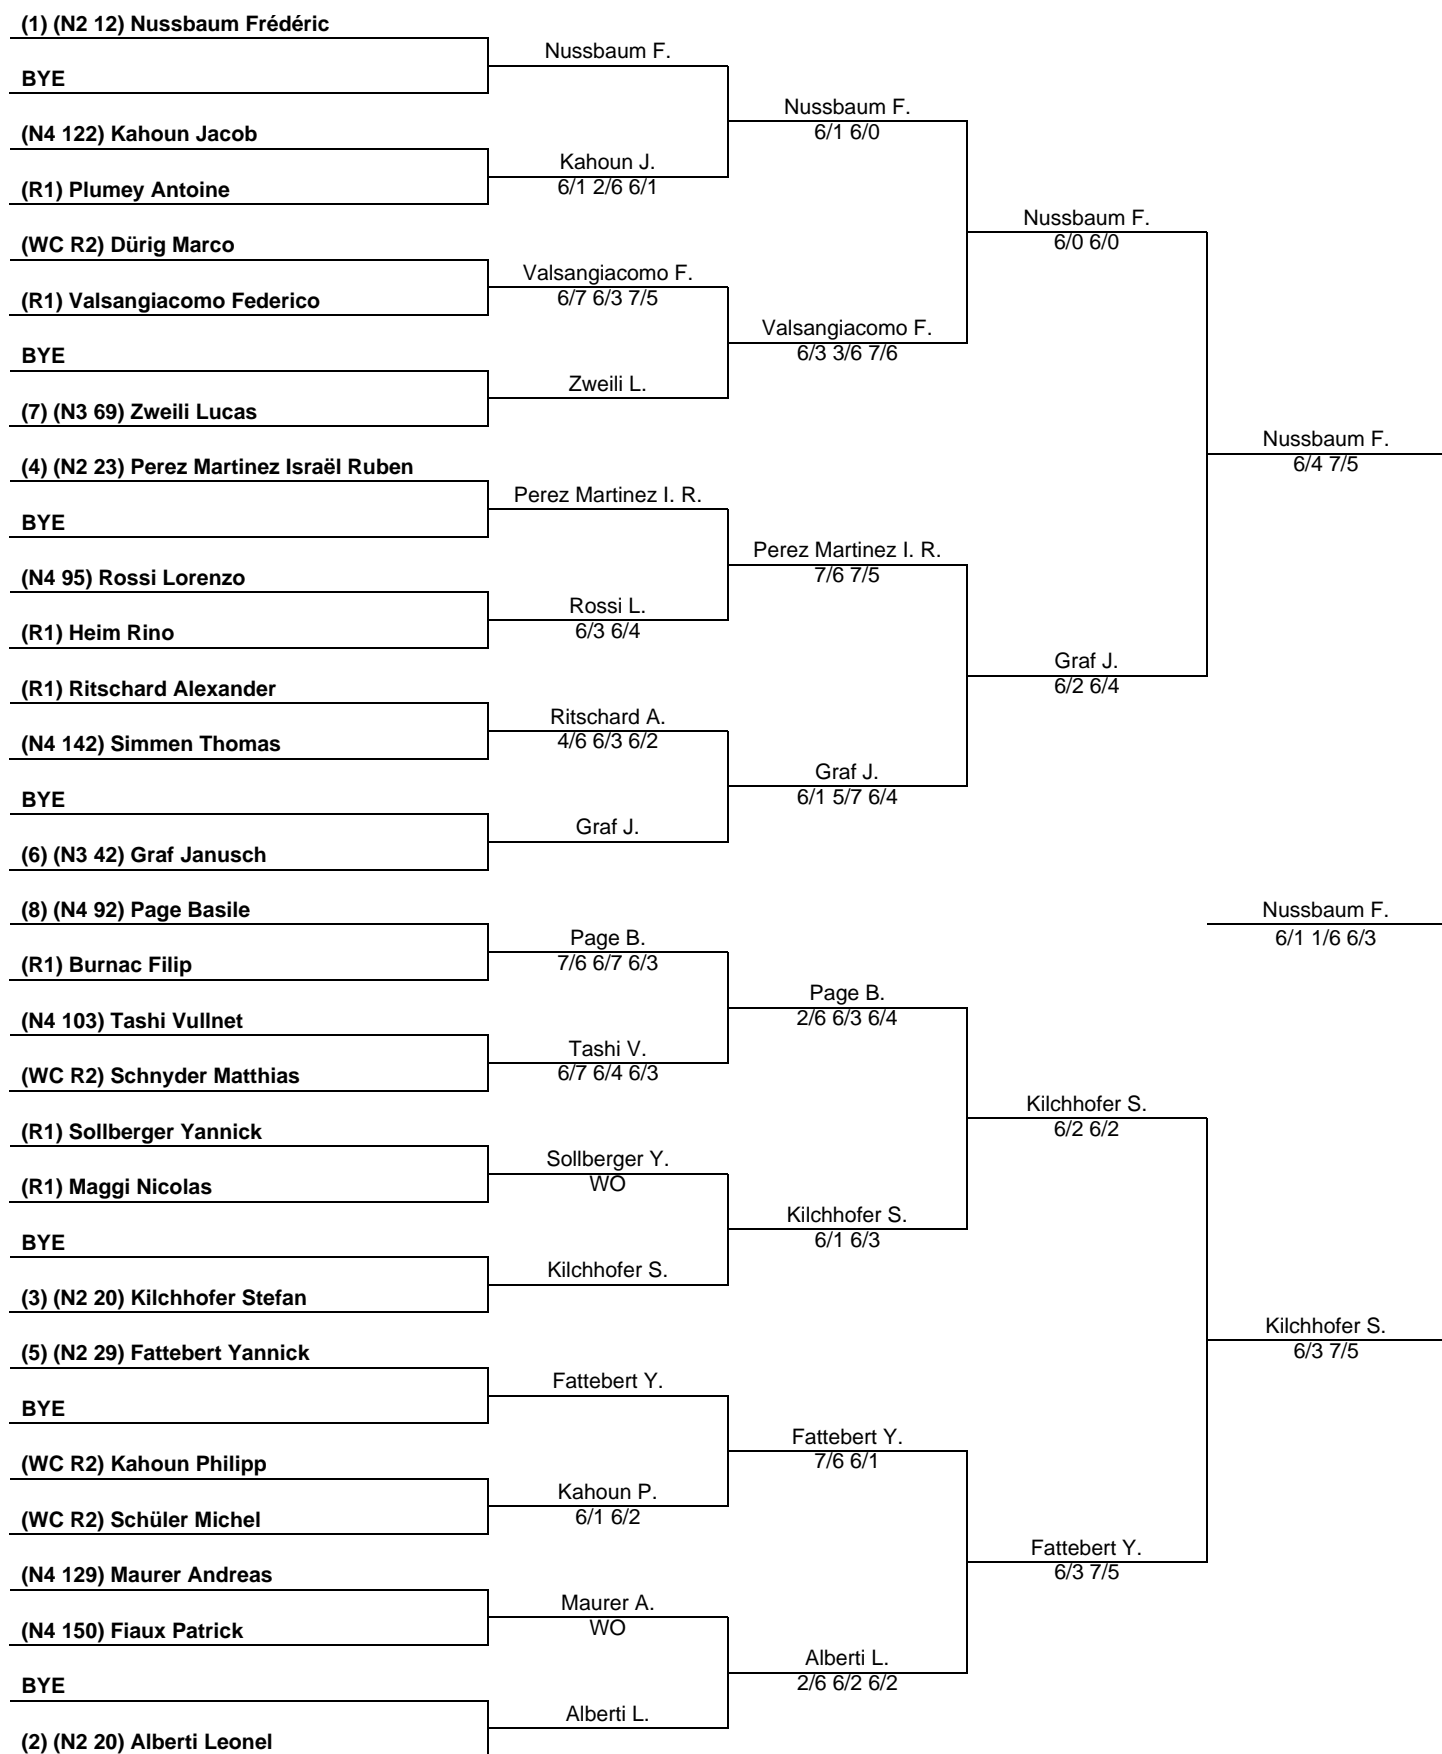 (1) (N2 12) Nussbaum Frédéric
BYE
(N4 122) Kahoun Jacob
(R1) Plumey Antoine
(WC R2) Dürig Marco
(R1) Valsangiacomo Federico
BYE
(7) (N3 69) Zweili Lucas
(4) (N2 23) Perez Martinez Israël Ruben
BYE
(N4 95) Rossi Lorenzo
(R1) Heim Rino
(R1) Ritschard Alexander
(N4 142) Simmen Thomas
BYE
(6) (N3 42) Graf Janusch
(8) (N4 92) Page Basile
(R1) Burnac Filip
(N4 103) Tashi Vullnet
(WC R2) Schnyder Matthias
(R1) Sollberger Yannick
(R1) Maggi Nicolas
BYE
(3) (N2 20) Kilchhofer Stefan
(5) (N2 29) Fattebert Yannick
BYE
(WC R2) Kahoun Philipp
(WC R2) Schüler Michel
(N4 129) Maurer Andreas
(N4 150) Fiaux Patrick
BYE
(2) (N2 20) Alberti Leonel
Nussbaum F.
Kahoun J.
6/1 2/6 6/1
Valsangiacomo F.
6/7 6/3 7/5
Zweili L.
Perez Martinez I. R.
Rossi L.
6/3 6/4
Ritschard A.
4/6 6/3 6/2
Graf J.
Page B.
7/6 6/7 6/3
Tashi V.
6/7 6/4 6/3
Sollberger Y.
WO
Kilchhofer S.
Fattebert Y.
Kahoun P.
6/1 6/2
Maurer A.
WO
Alberti L.
Nussbaum F.
6/1 6/0
Valsangiacomo F.
6/3 3/6 7/6
Perez Martinez I. R.
7/6 7/5
Graf J.
6/1 5/7 6/4
Page B.
2/6 6/3 6/4
Kilchhofer S.
6/1 6/3
Fattebert Y.
7/6 6/1
Alberti L.
2/6 6/2 6/2
Nussbaum F.
6/0 6/0
Graf J.
6/2 6/4
Kilchhofer S.
6/2 6/2
Fattebert Y.
6/3 7/5
Nussbaum F.
6/4 7/5
Nussbaum F.
6/1 1/6 6/3
Kilchhofer S.
6/3 7/5